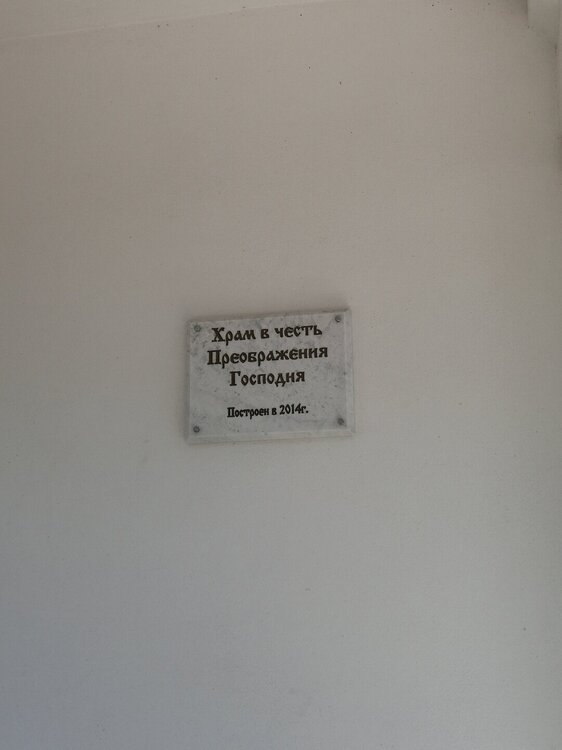 Храм в честь
Преображения
Господня
Построен в 2014г.